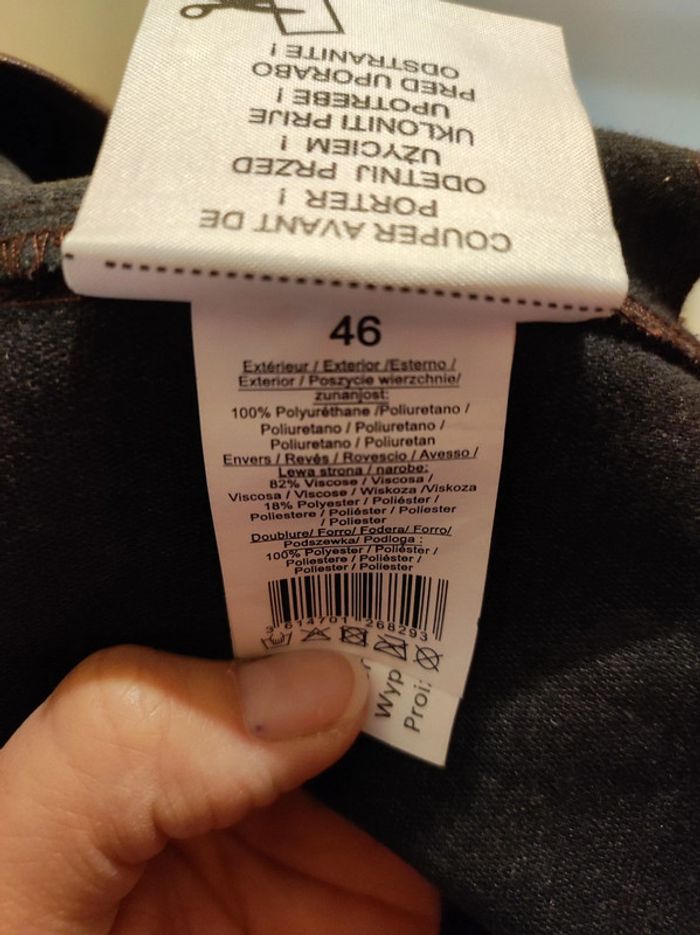 COUPER AVANT DE
PORTER !
ODETNIJ PRZED
UŻYCIEM !
UKLONITI PRIJE
UPOTREBE !
PRED UPORABO
ODSTRANITE !
46
Extérieur / Exterior /Esterno /
Exterior / Poszycie wierzchnie/
zunanjost:
100% Polyuréthane /Poliuretano /
Poliuretano / Poliuretano /
Poliuretano / Poliuretan
Envers / Revés / Rovescio / Avesso /
Lewa strona / narobe:
82% Viscose / Viscosa /
Viscosa / Viscose / Wiskoza /Viskoza
18% Polyester / Poliéster /
Poliestere / Poliéster / Poliester
/ Poliester
Doublure/ Forro/ Fodera/ Forro/
Podszewka/ Podloga :
100% Polyester / Poliéster /
Poliestere / Poliéster /
Poliester / Poliester
3 614701 268293
Wyp
Proi: